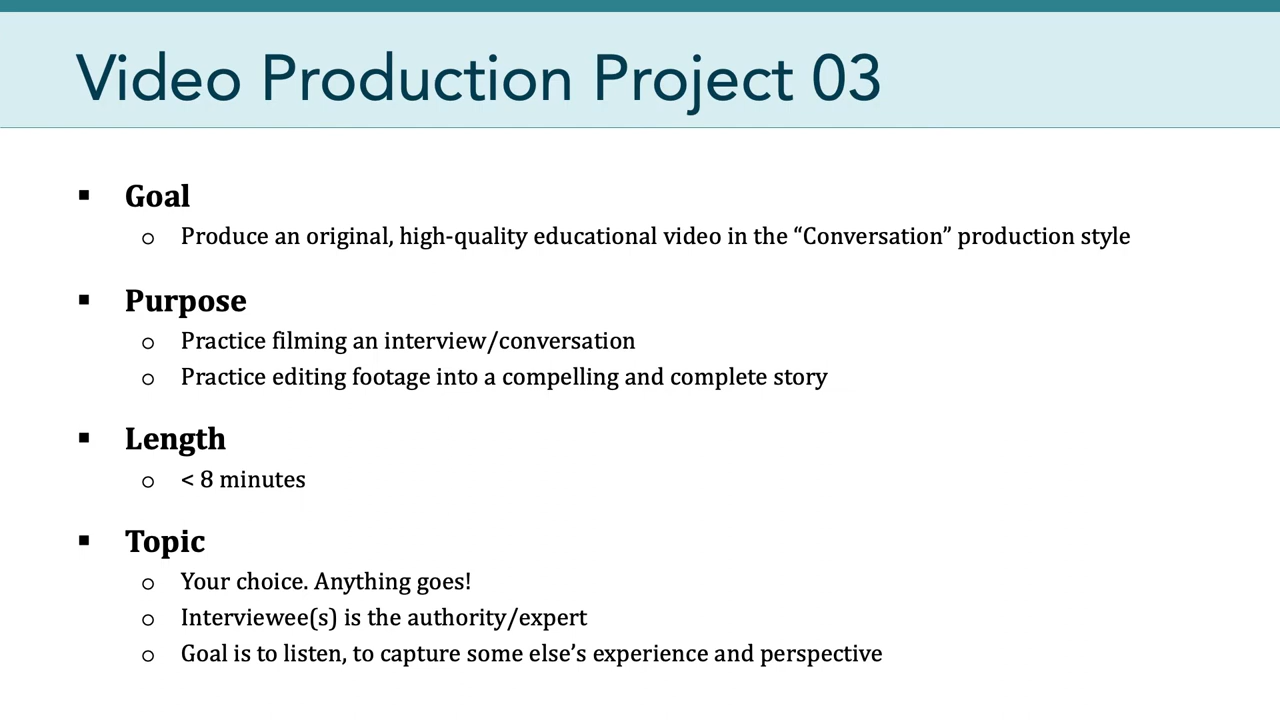 Video Production Project 03
▪ Goal
o Produce an original, high-quality educational video in the “Conversation” production style
▪ Purpose
o Practice filming an interview/conversation
o Practice editing footage into a compelling and complete story
▪ Length
o < 8 minutes
▪ Topic
o Your choice. Anything goes!
o Interviewee(s) is the authority/expert
o Goal is to listen, to capture some else’s experience and perspective